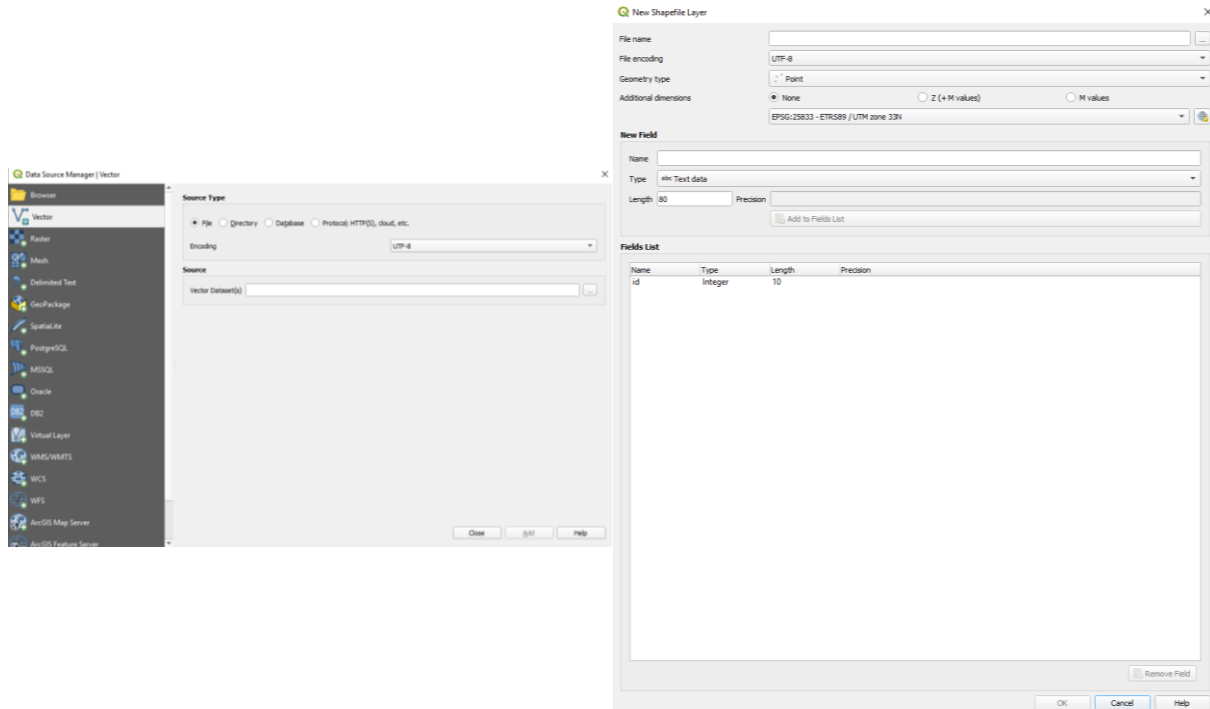 Data Source Manager | Vector
Browser
Vector
Raster
Mesh
Delimited Text
GeoPackage
SpatiaLite
PostgreSQL
MSSQL
Oracle
DB2
Virtual Layer
WMS/WMTS
WCS
WFS
ArcGIS Map Server
ArcGIS Feature Server
Source Type
File Directory Database Protocol: HTTP(S), cloud, etc.
Encoding UTF-8
Source
Vector Dataset(s) ...
Close Add Help
New Shapefile Layer
File name ...
File encoding UTF-8
Geometry type Point
Additional dimensions None Z (+ M values) M values
EPSG:25833 - ETRS89 / UTM zone 33N
New Field
Name
Type abc Text data
Length 80 Precision
Add to Fields List
Fields List
Name Type Length Precision
id Integer 10
Remove Field
OK Cancel Help